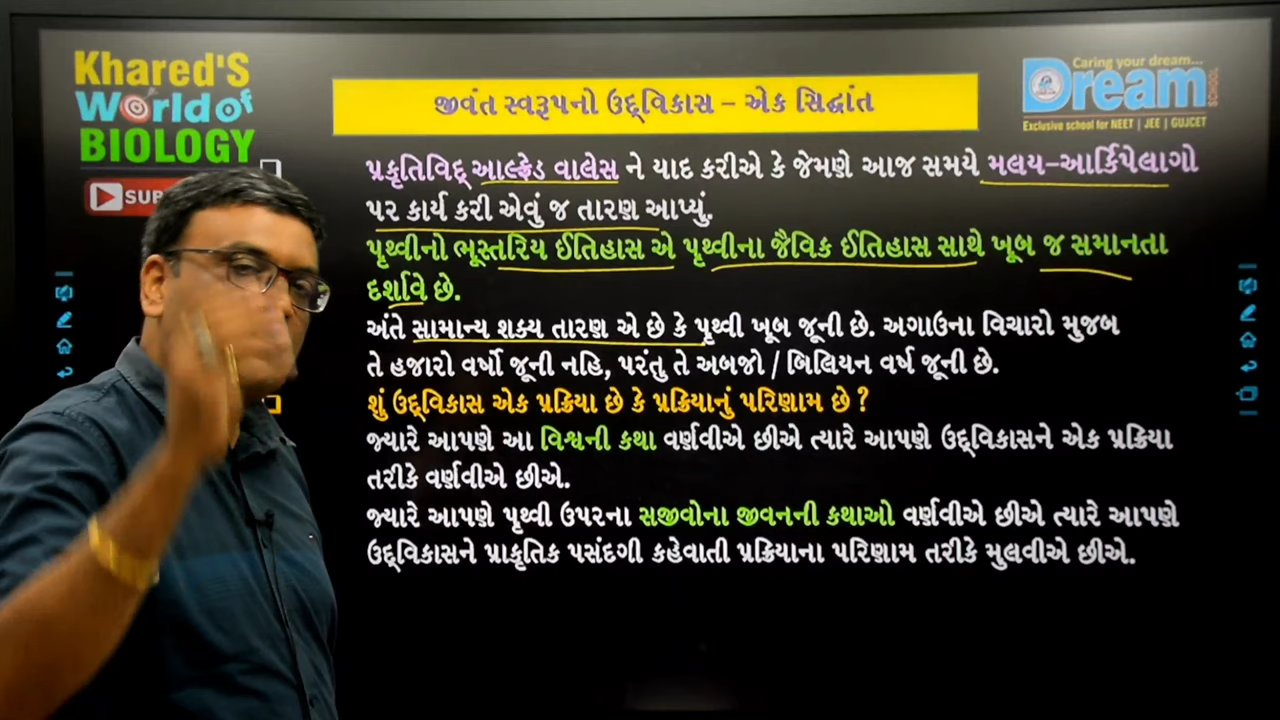 Khared'S
World of
BIOLOGY
SUB
Caring your dream...
Dream
SCHOOL
Exclusive school for NEET | JEE | GUJCET
જીવંત સ્વરૂપનો ઉદ્‌વિકાસ – એક સિદ્ધાંત
પ્રકૃતિવિદ્ આલ્ફ્રેડ વાલેસ ને યાદ કરીએ કે જેમણે આજ સમયે મલય–આર્કિપેલાગો
પર કાર્ય કરી એવું જ તારણ આપ્યું.
પૃથ્વીનો ભૂસ્તરિય ઈતિહાસ એ પૃથ્વીના જૈવિક ઈતિહાસ સાથે ખૂબ જ સમાનતા
દર્શાવે છે.
અંતે સામાન્ય શક્ય તારણ એ છે કે પૃથ્વી ખૂબ જૂની છે. અગાઉના વિચારો મુજબ
તે હજારો વર્ષો જૂની નહિ, પરંતુ તે અબજો / બિલિયન વર્ષ જૂની છે.
શું ઉદ્‌વિકાસ એક પ્રક્રિયા છે કે પ્રક્રિયાનું પરિણામ છે ?
જ્યારે આપણે આ વિશ્વની કથા વર્ણવીએ છીએ ત્યારે આપણે ઉદ્‌વિકાસને એક પ્રક્રિયા
તરીકે વર્ણવીએ છીએ.
જ્યારે આપણે પૃથ્વી ઉપરના સજીવોના જીવનની કથાઓ વર્ણવીએ છીએ ત્યારે આપણે
ઉદ્‌વિકાસને પ્રાકૃતિક પસંદગી કહેવાતી પ્રક્રિયાના પરિણામ તરીકે મુલવીએ છીએ.